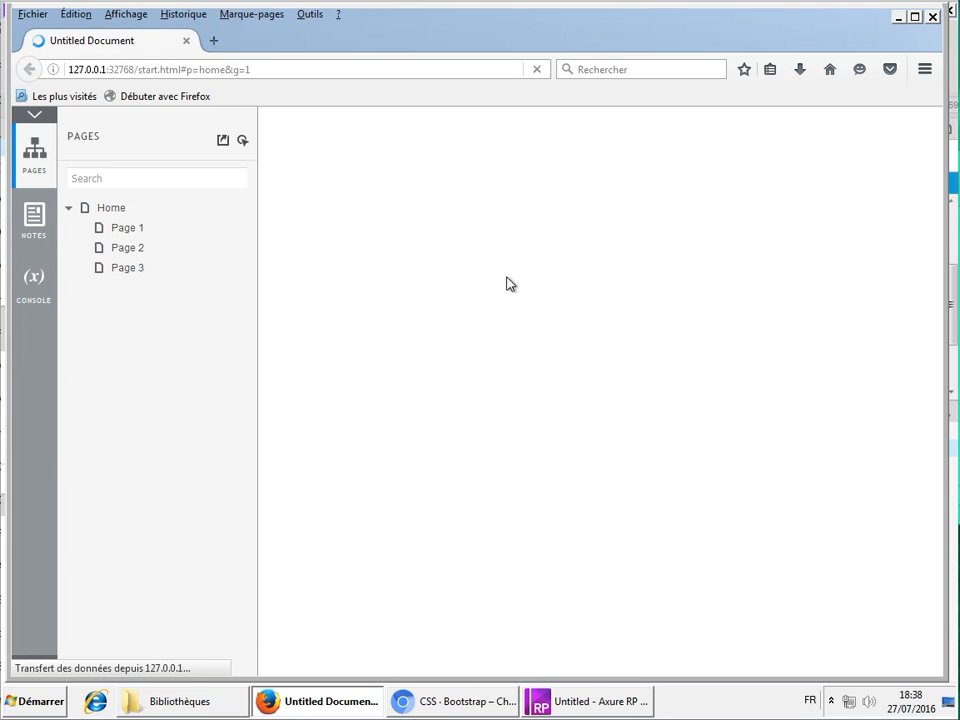 Fichier Édition Affichage Historique Marque-pages Outils ?
Untitled Document
127.0.0.1:32768/start.html#p=home&g=1
Rechercher
Les plus visités Débuter avec Firefox
PAGES
PAGES
Search
Home
Page 1
NOTES
Page 2
Page 3
(x)
CONSOLE
Transfert des données depuis 127.0.0.1...
Démarrer Bibliothèques Untitled Documen... CSS · Bootstrap – Ch... RP Untitled - Axure RP ... FR 18:38
27/07/2016